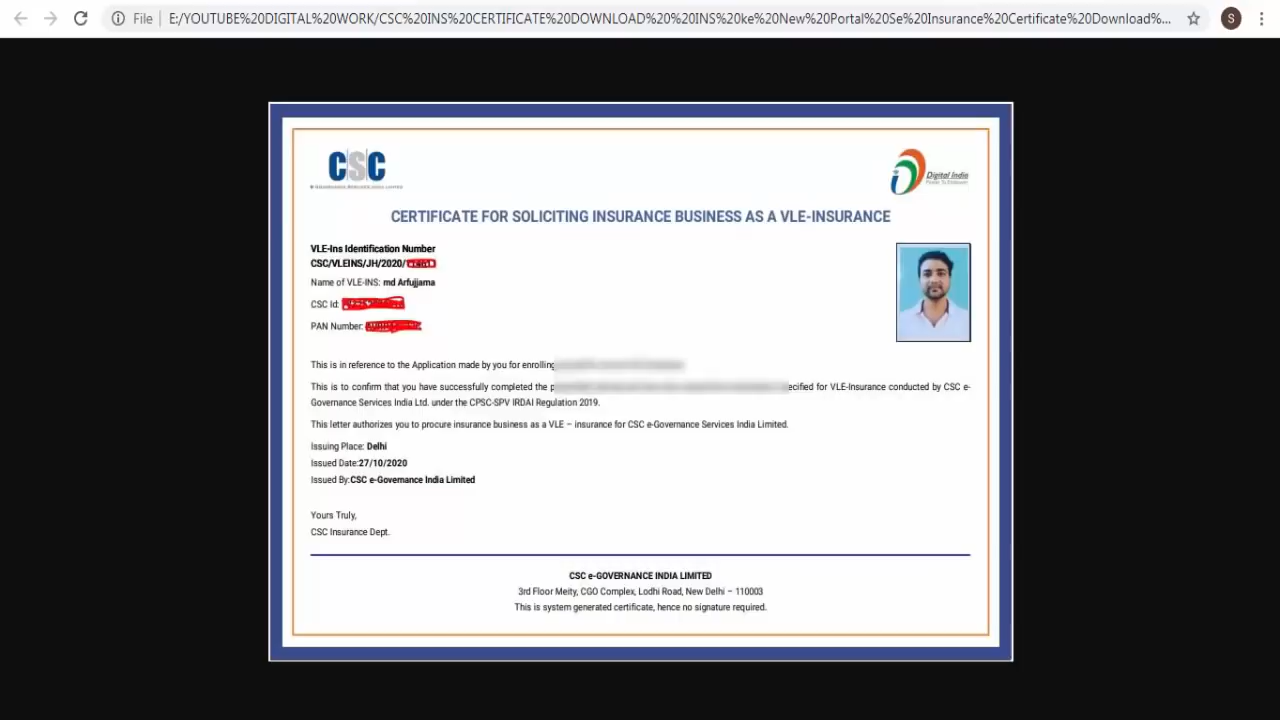 File
E:/YOUTUBE%20DIGITAL%20WORK/CSC%20INS%20CERTIFICATE%20DOWNLOAD%20%20INS%20ke%20New%20Portal%20Se%20Insurance%20Certificate%20Download%...
S
CSC
Digital India
Power To Empower
CERTIFICATE FOR SOLICITING INSURANCE BUSINESS AS A VLE-INSURANCE
VLE-Ins Identification Number
CSC/VLEINS/JH/2020/
Name of VLE-INS: md Arfujjama
CSC Id:
PAN Number:
This is in reference to the Application made by you for enrolling
This is to confirm that you have successfully completed the p ecified for VLE-Insurance conducted by CSC e-
Governance Services India Ltd. under the CPSC-SPV IRDAI Regulation 2019.
This letter authorizes you to procure insurance business as a VLE – insurance for CSC e-Governance Services India Limited.
Issuing Place: Delhi
Issued Date:27/10/2020
Issued By:CSC e-Governance India Limited
Yours Truly,
CSC Insurance Dept.
CSC e-GOVERNANCE INDIA LIMITED
3rd Floor Meity, CGO Complex, Lodhi Road, New Delhi – 110003
This is system generated certificate, hence no signature required.